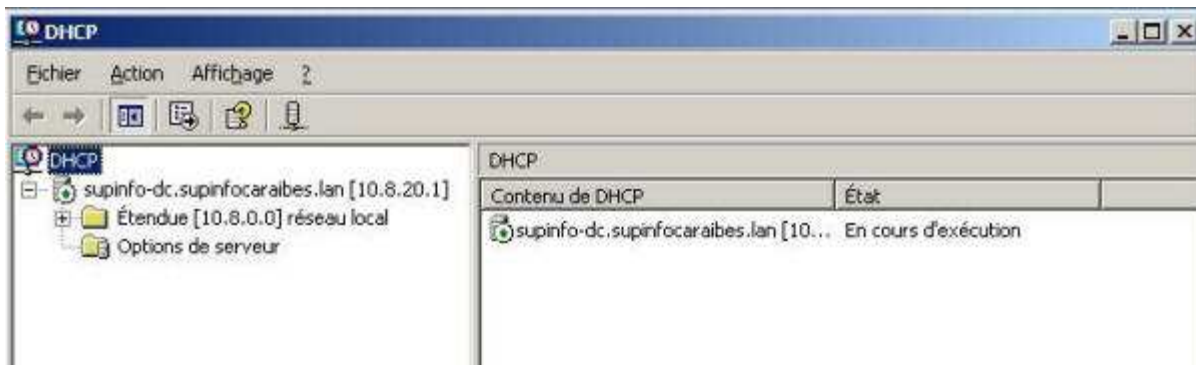 DHCP
Fichier Action Affichage ?
DHCP
supinfo-dc.supinfocaraibes.lan [10.8.20.1]
Étendue [10.8.0.0] réseau local
Options de serveur
DHCP
Contenu de DHCP État
supinfo-dc.supinfocaraibes.lan [10... En cours d'exécution